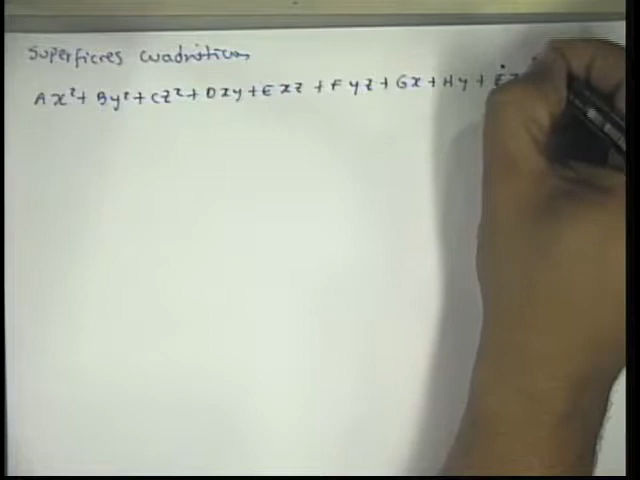 Superficies cuadráticas
Ax² + By² + Cz² + Dxy + Exz + Fyz + Gx + Hy +